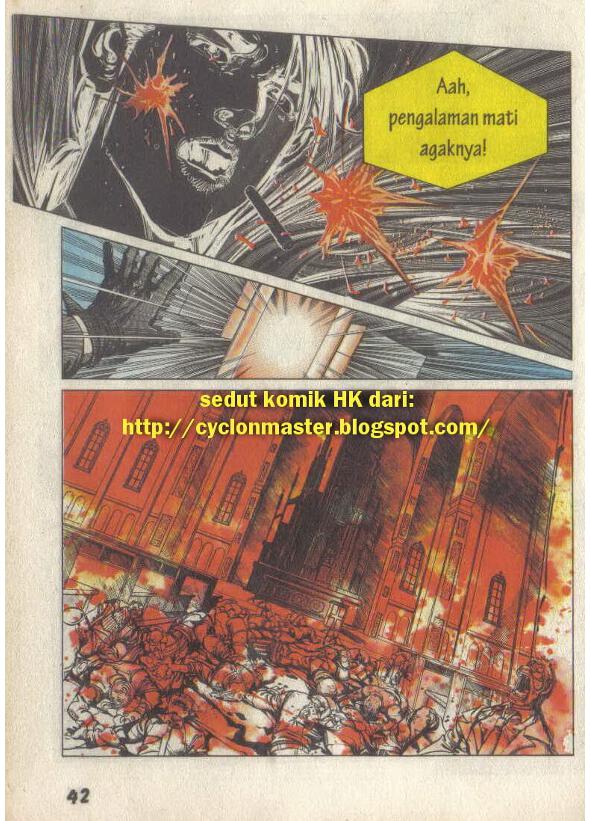 Aah,
pengalaman mati
agaknya!
sedut komik HK dari:
http://cyclonmaster.blogspot.com/
42